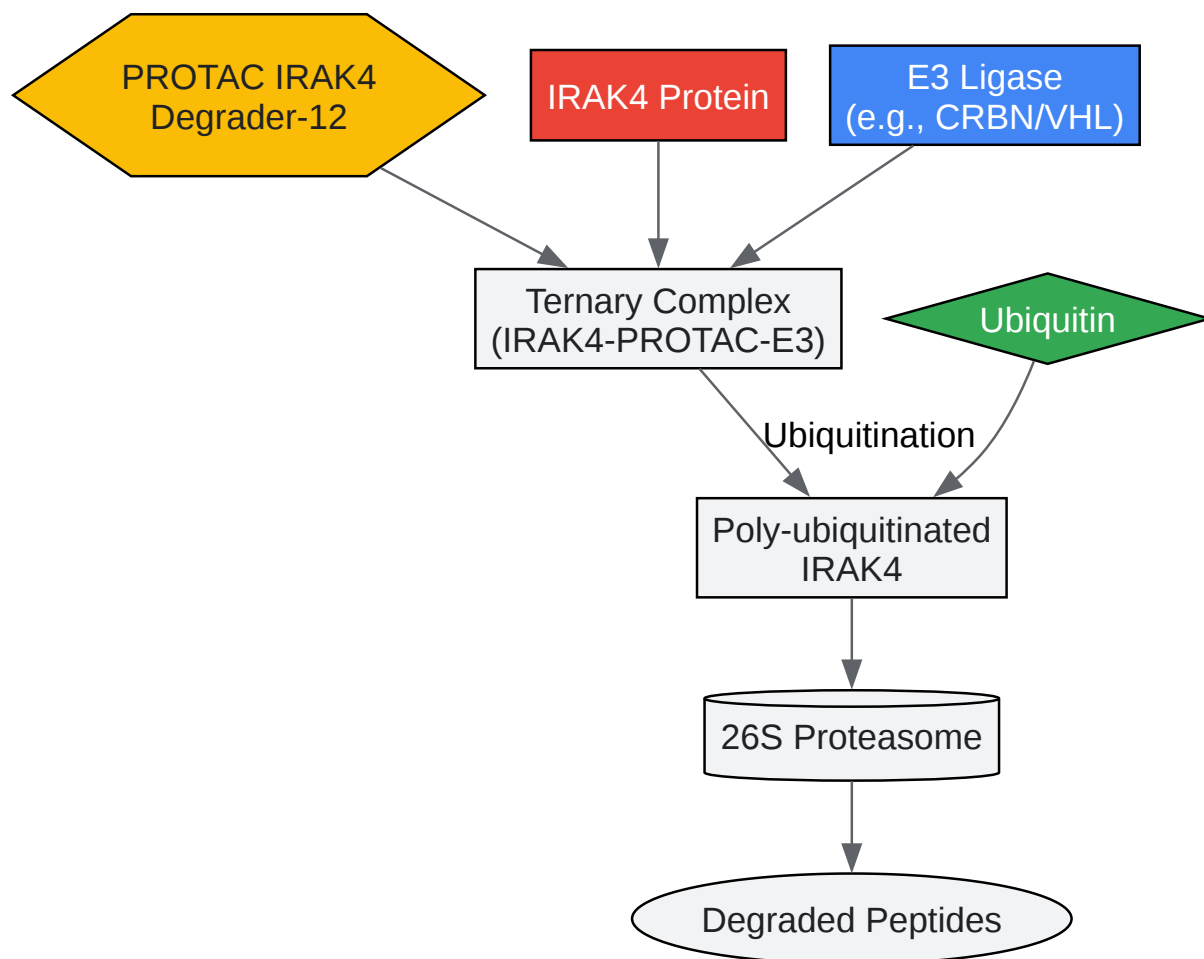 PROTAC IRAK4
Degrader-12
IRAK4 Protein
E3 Ligase
(e.g., CRBN/VHL)
Ternary Complex
(IRAK4-PROTAC-E3)
Ubiquitin
Ubiquitination
Poly-ubiquitinated
IRAK4
26S Proteasome
Degraded Peptides